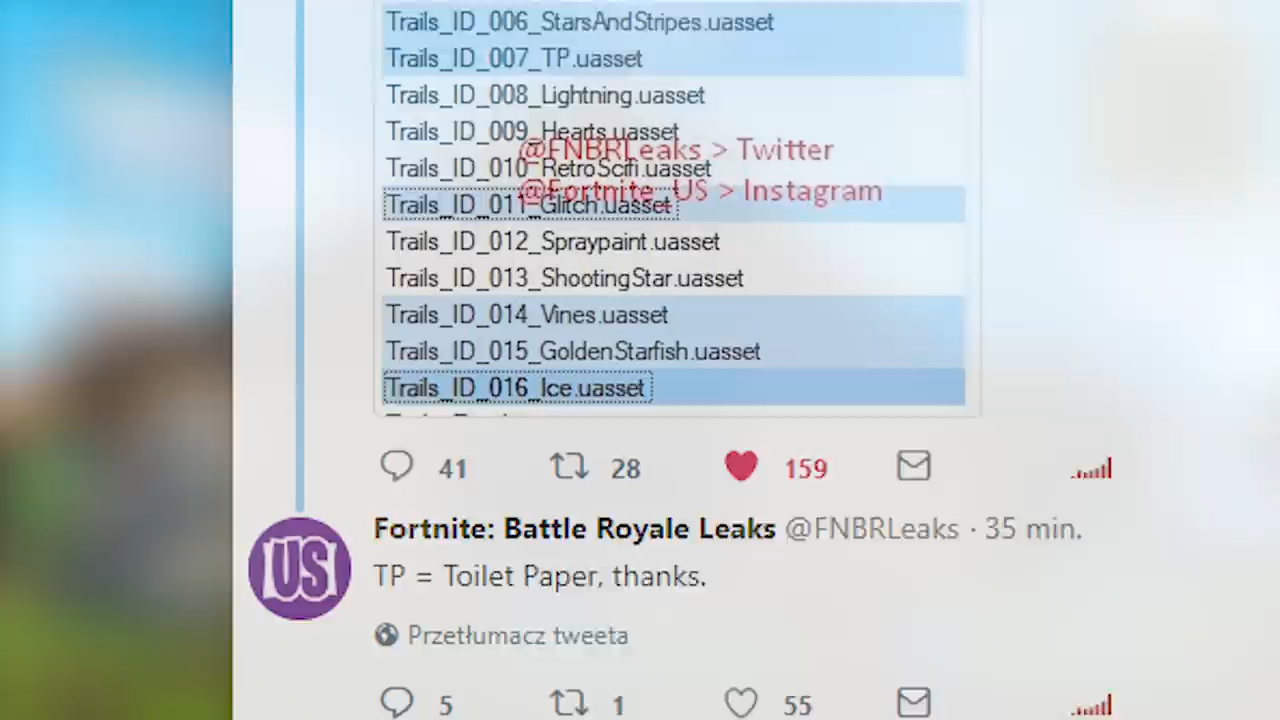 Trails_ID_006_StarsAndStripes.uasset
Trails_ID_007_TP.uasset
Trails_ID_008_Lightning.uasset
Trails_ID_009_Hearts.uasset
@FNBRLeaks > Twitter
Trails_ID_010_RetroScifi.uasset
@Fortnite_US > Instagram
Trails_ID_011_Glitch.uasset
Trails_ID_012_Spraypaint.uasset
Trails_ID_013_ShootingStar.uasset
Trails_ID_014_Vines.uasset
Trails_ID_015_GoldenStarfish.uasset
Trails_ID_016_Ice.uasset
41 28 159
Fortnite: Battle Royale Leaks @FNBRLeaks · 35 min.
US
TP = Toilet Paper, thanks.
Przetłumacz tweeta
5 1 55